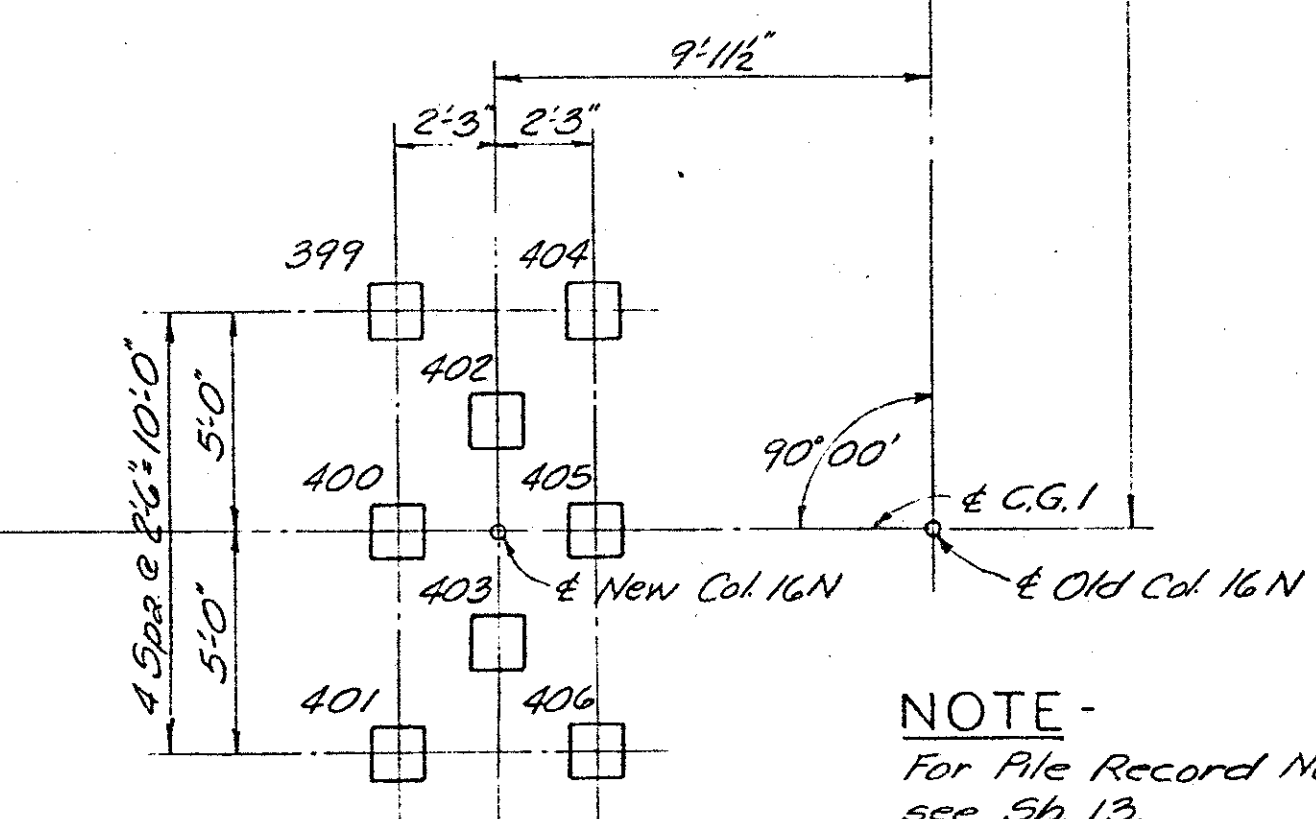 9'-11½"
2'-3" 2'-3"
399 404
402
4 Spa. @ 2'-6" = 10'-0"
5'-0"
90° 00'
400 405
℄ C.G. 1
403 ℄ New Col. 16N
℄ Old Col. 16N
5'-0"
401 406
NOTE -
For Pile Record
see Sh. 13.